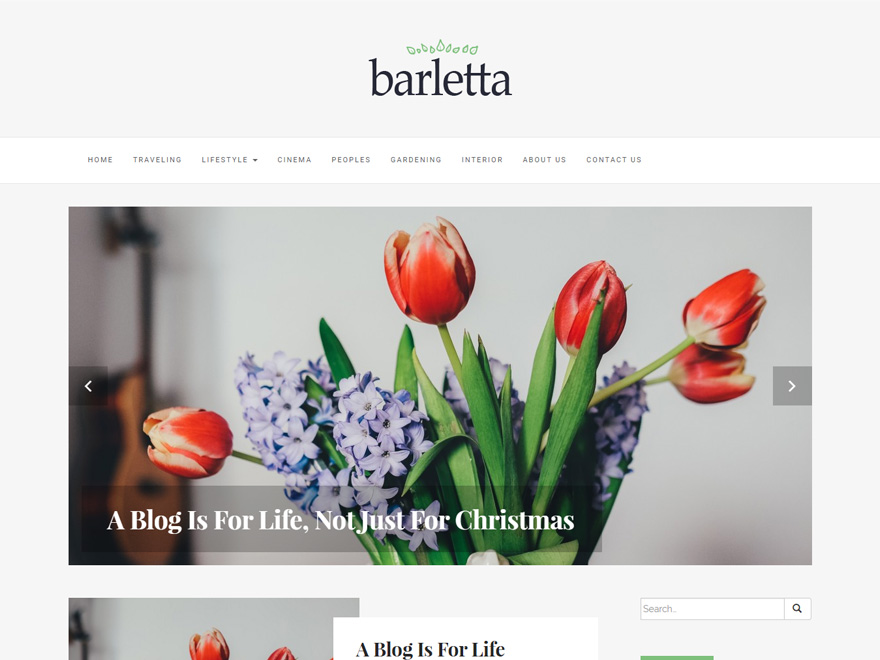 barletta
HOME TRAVELING LIFESTYLE CINEMA PEOPLES GARDENING INTERIOR ABOUT US CONTACT US
A Blog Is For Life, Not Just For Christmas
Search..
A Blog Is For Life